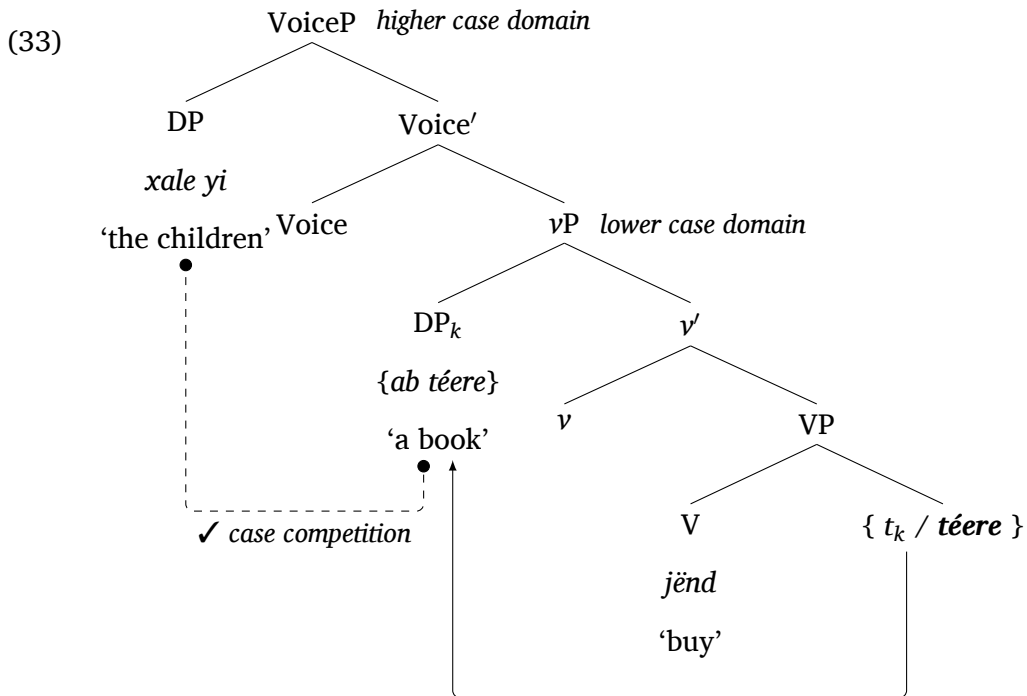 (33)
VoiceP higher case domain
DP Voice′
xale yi
‘the children’ Voice vP lower case domain
DPk v′
{ab téere} v VP
‘a book’
✓ case competition
V { tk / téere }
jënd
‘buy’